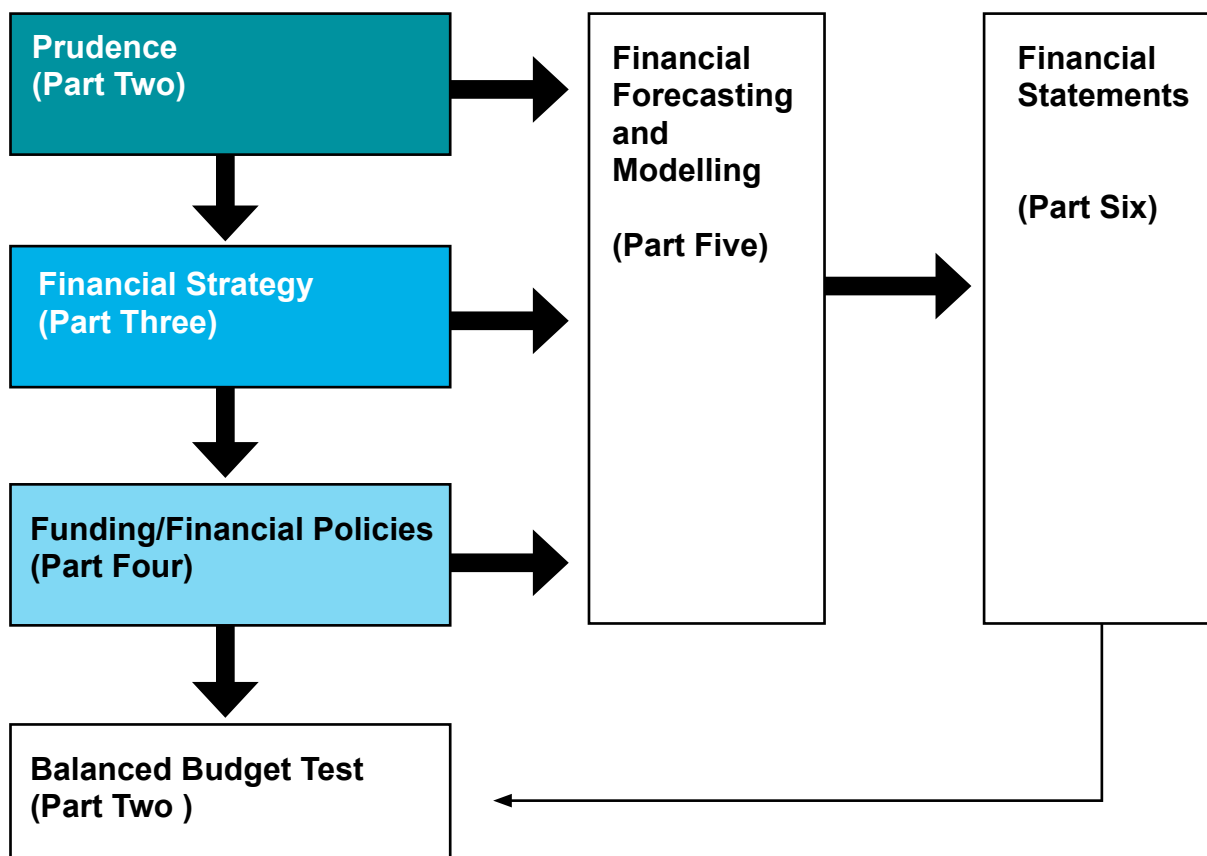 Prudence
(Part Two)
Financial Strategy
(Part Three)
Funding/Financial Policies
(Part Four)
Balanced Budget Test
(Part Two )
Financial
Forecasting
and
Modelling
(Part Five)
Financial
Statements
(Part Six)